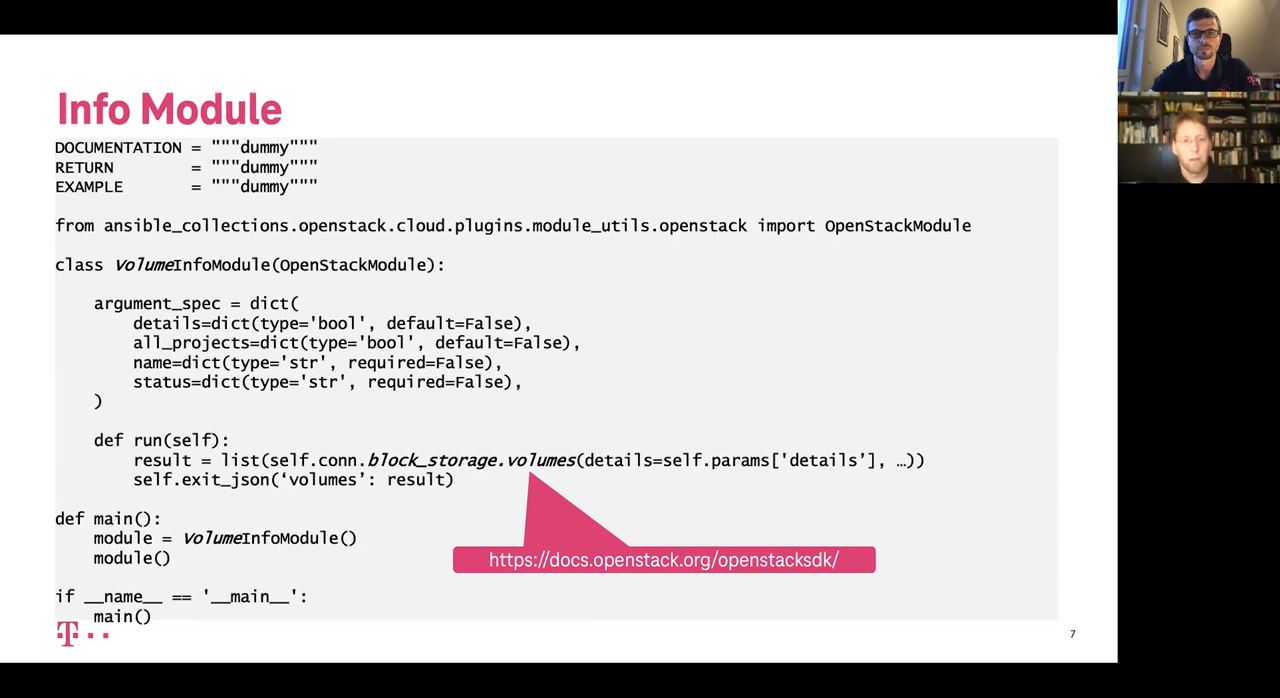 Info Module
DOCUMENTATION = """dummy"""
RETURN        = """dummy"""
EXAMPLE       = """dummy"""
from ansible_collections.openstack.cloud.plugins.module_utils.openstack import OpenStackModule
class VolumeInfoModule(OpenStackModule):
    argument_spec = dict(
        details=dict(type='bool', default=False),
        all_projects=dict(type='bool', default=False),
        name=dict(type='str', required=False),
        status=dict(type='str', required=False),
    )
    def run(self):
        result = list(self.conn.block_storage.volumes(details=self.params['details’], …))
        self.exit_json(‘volumes’: result)
def main():
    module = VolumeInfoModule()
    module()
https://docs.openstack.org/openstacksdk/
if __name__ == '__main__':
    main()
T
7